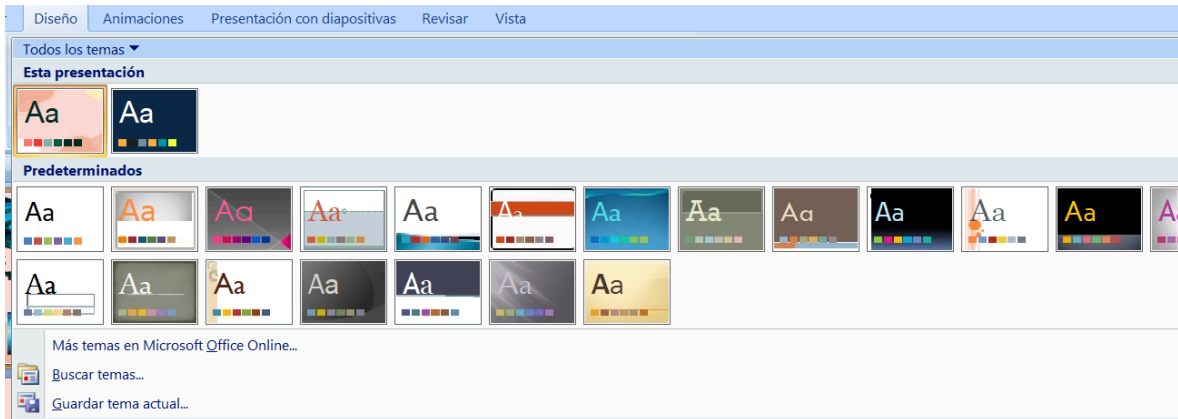 Diseño Animaciones Presentación con diapositivas Revisar Vista
Todos los temas
Esta presentación
Aa Aa
Predeterminados
Aa Aa Aa Aa Aa Aa Aa Aa Aa Aa Aa Aa A
Aa Aa Aa Aa Aa Aa Aa
Más temas en Microsoft Office Online...
Buscar temas...
Guardar tema actual...